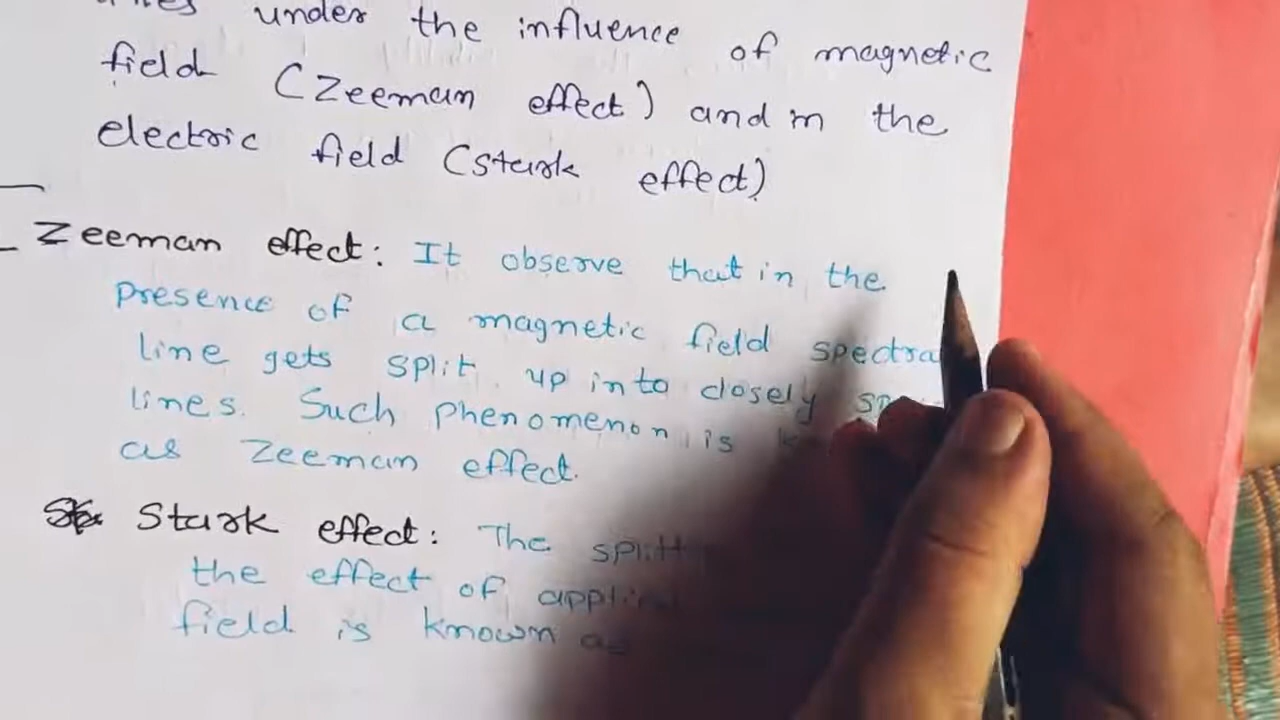 under the influence of magnetic
field (Zeeman effect) and in the
electric field (stark effect)
Zeeman effect: It observe that in the
presence of a magnetic field
line gets split up into closely
lines. Such phenomenon is
as Zeeman effect.
Stark effect: The
the effect of
field is known as